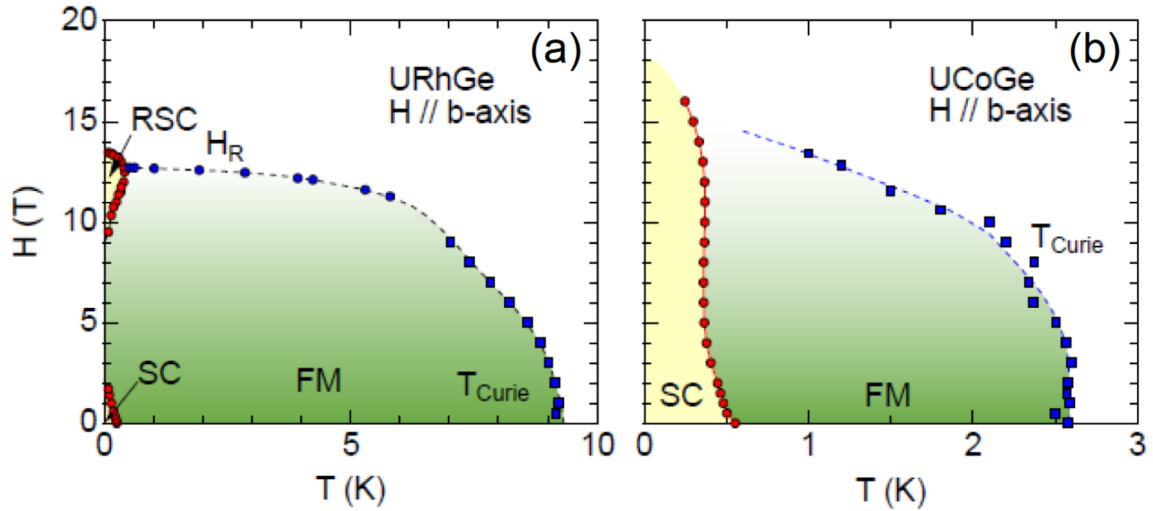 20
15
10
5
0
H (T)
(a)
URhGe
H // b-axis
RSC
H_R
SC
FM
T_Curie
0
5
10
T (K)
(b)
UCoGe
H // b-axis
T_Curie
SC
FM
0
1
2
3
T (K)